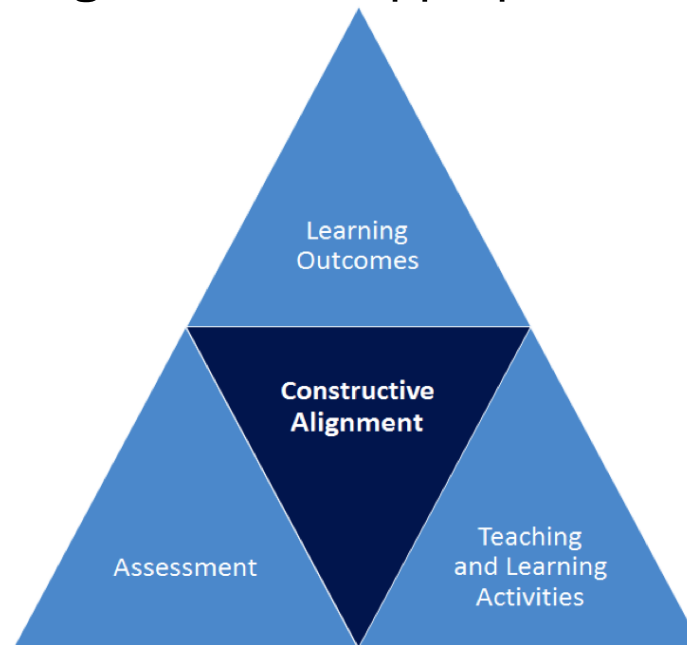 Learning
Outcomes
Constructive
Alignment
Assessment
Teaching
and Learning
Activities